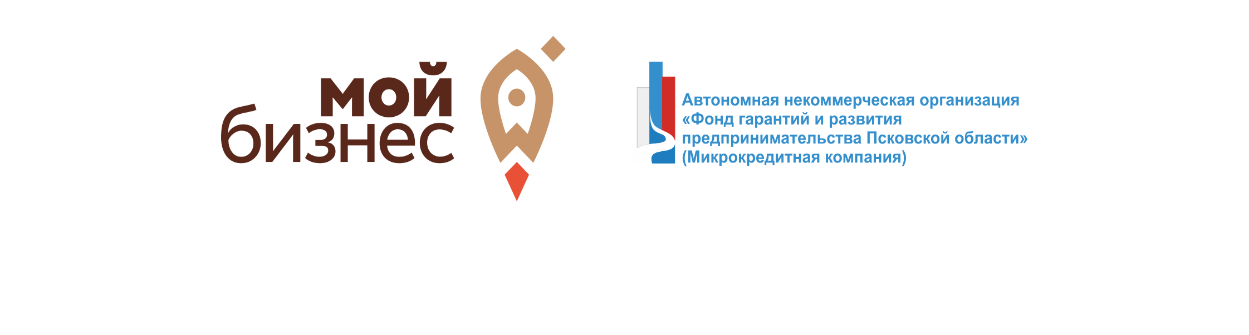 мой
бизнес
Автономная некоммерческая организация
«Фонд гарантий и развития
предпринимательства Псковской области»
(Микрокредитная компания)